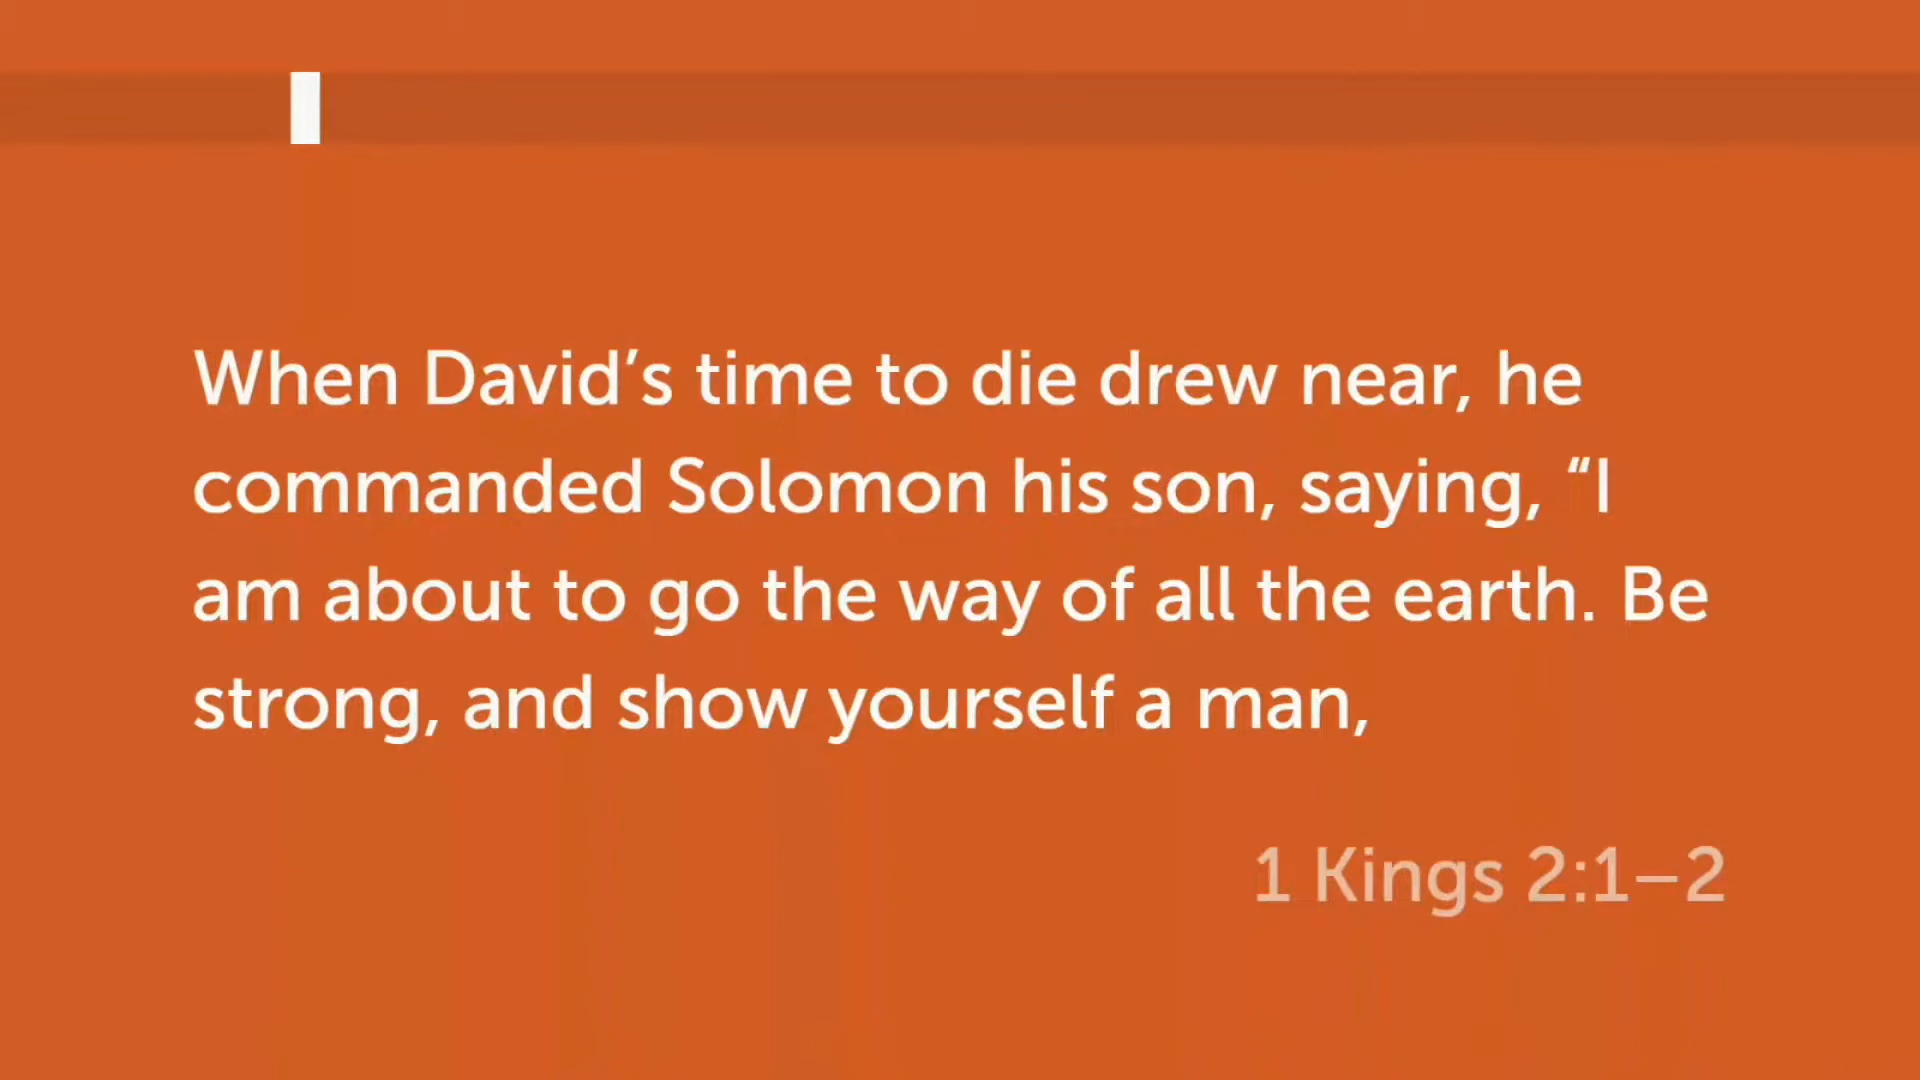 When David’s time to die drew near, he
commanded Solomon his son, saying, “I
am about to go the way of all the earth. Be
strong, and show yourself a man,
1 Kings 2:1–2